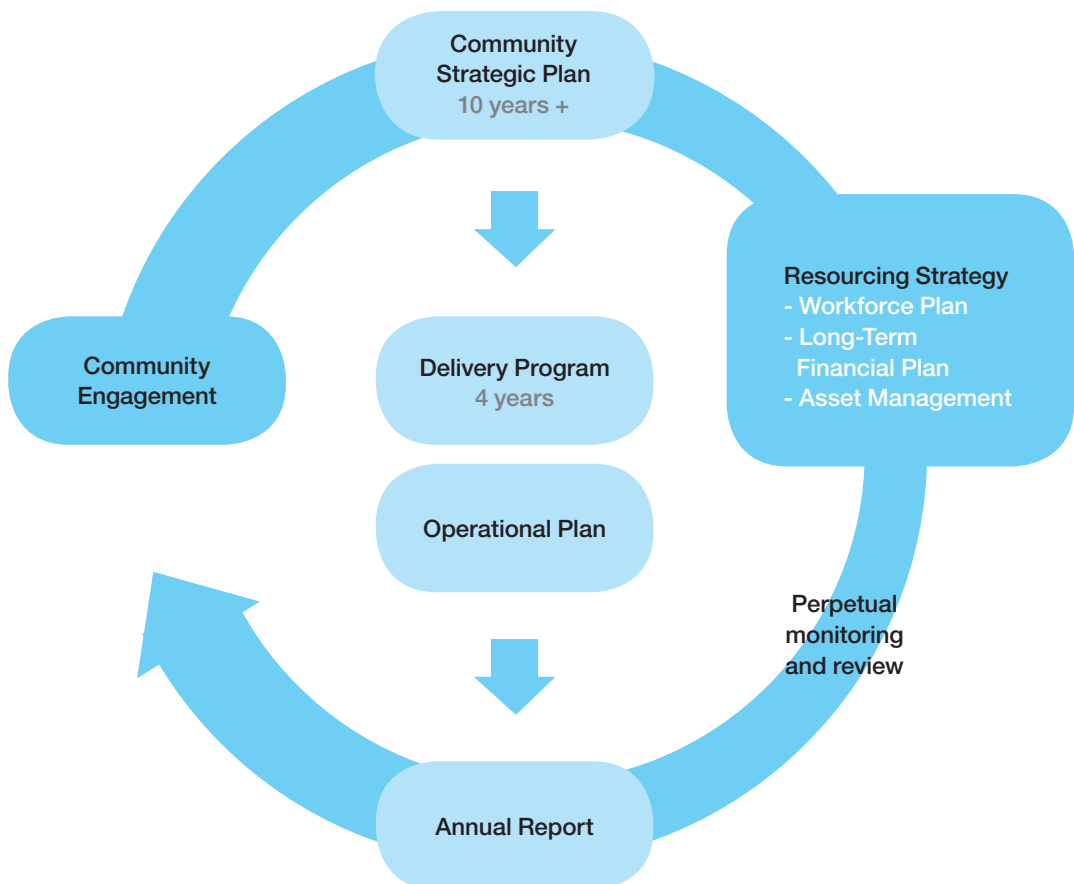 Community
Strategic Plan
10 years +
Resourcing Strategy
- Workforce Plan
- Long-Term
Financial Plan
- Asset Management
Community
Engagement
Delivery Program
4 years
Operational Plan
Perpetual
monitoring
and review
Annual Report